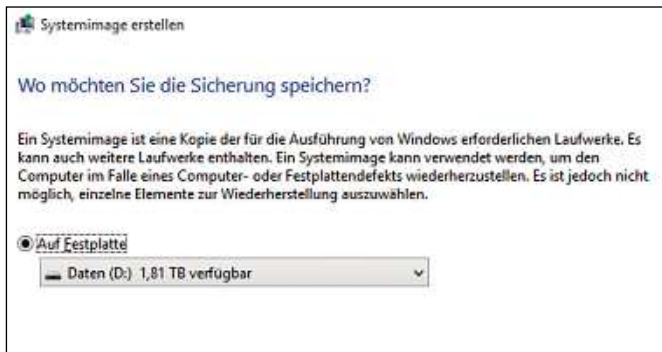 Systemimage erstellen
Wo möchten Sie die Sicherung speichern?
Ein Systemimage ist eine Kopie der für die Ausführung von Windows erforderlichen Laufwerke. Es
kann auch weitere Laufwerke enthalten. Ein Systemimage kann verwendet werden, um den
Computer im Falle eines Computer- oder Festplattendefekts wiederherzustellen. Es ist jedoch nicht
möglich, einzelne Elemente zur Wiederherstellung auszuwählen.
Auf Festplatte
Daten (D:) 1,81 TB verfügbar